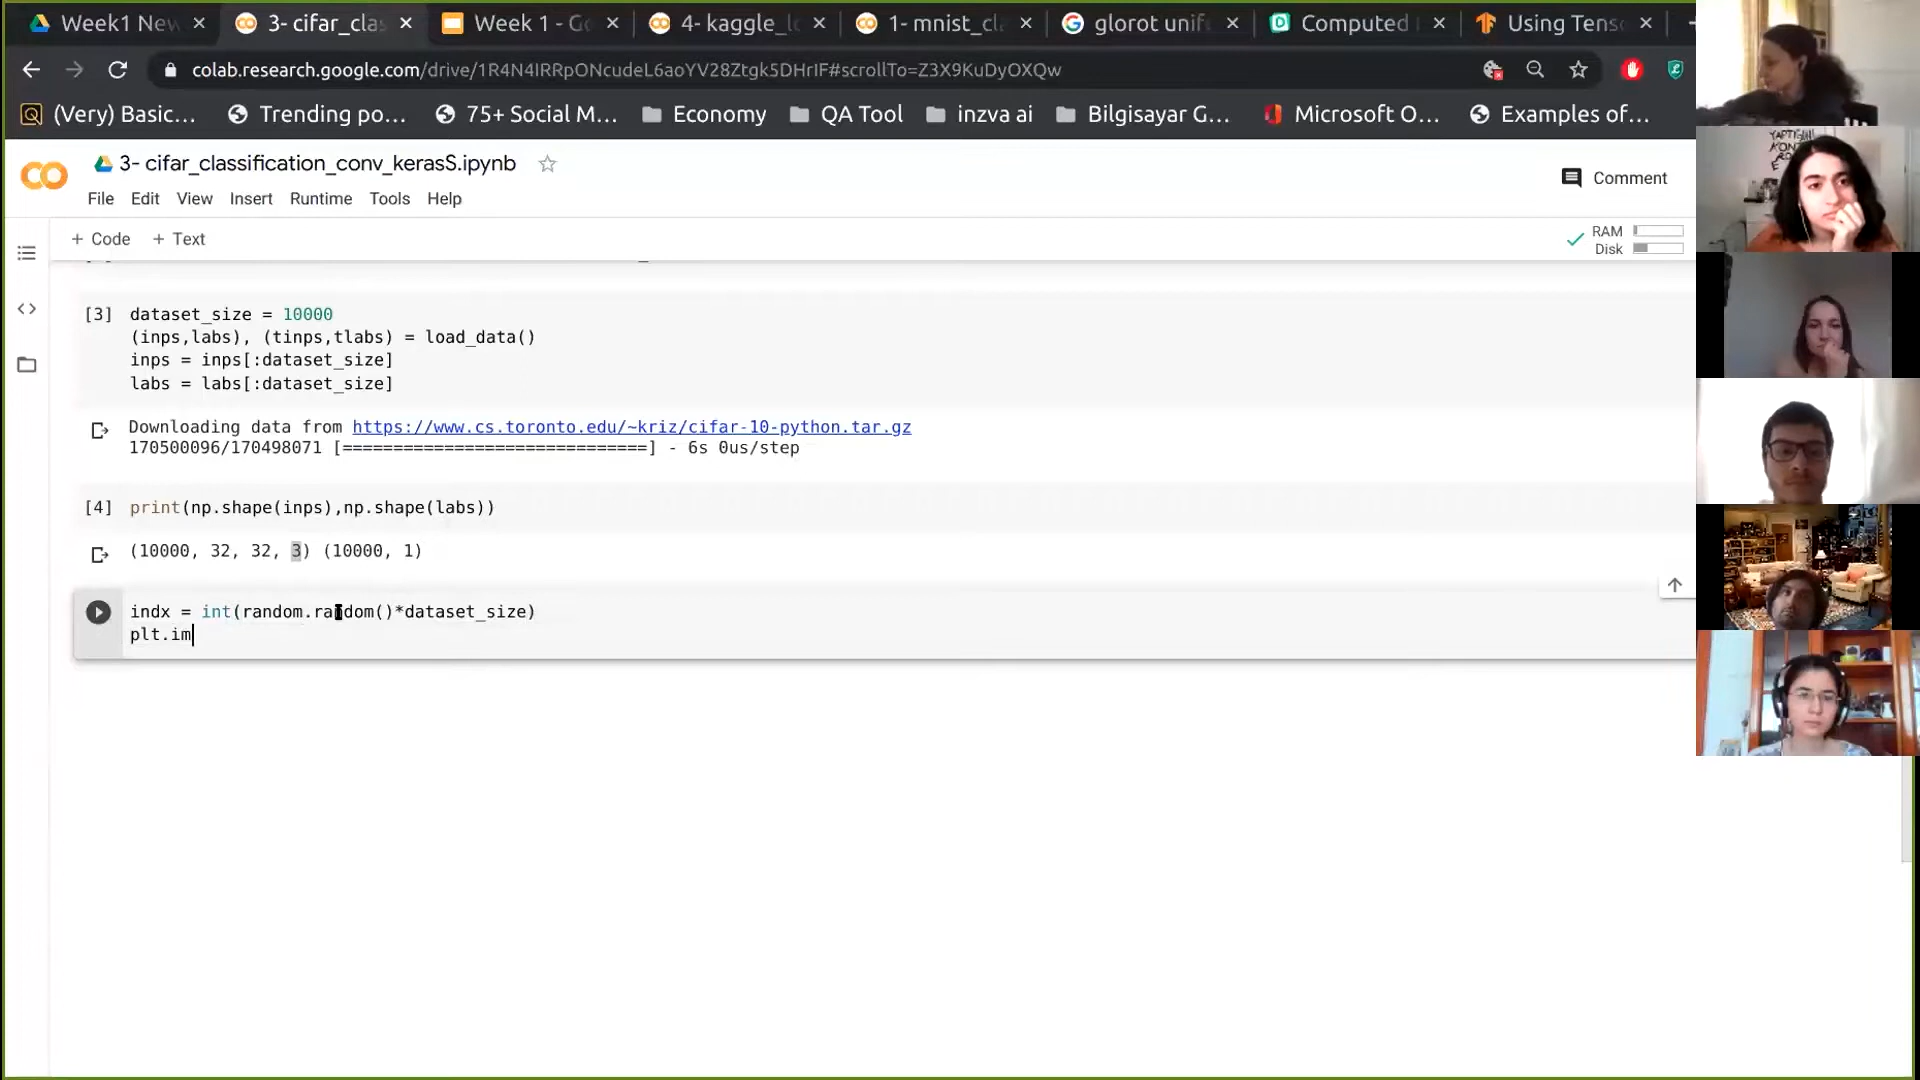 Week1 New
3- cifar_clas
Week 1 - Go
4- kaggle_lo
1- mnist_cla
glorot unif
Computed
Using Tens
colab.research.google.com/drive/1R4N4IRRpONcudeL6aoYV28Ztgk5DHrIF#scrollTo=Z3X9KuDyOXQw
(Very) Basic...
Trending po...
75+ Social M...
Economy
QA Tool
inzva ai
Bilgisayar G...
Microsoft O...
Examples of...
3- cifar_classification_conv_kerasS.ipynb
Comment
File Edit View Insert Runtime Tools Help
+ Code + Text
RAM
Disk
[3] dataset_size = 10000
(inps,labs), (tinps,tlabs) = load_data()
inps = inps[:dataset_size]
labs = labs[:dataset_size]
Downloading data from https://www.cs.toronto.edu/~kriz/cifar-10-python.tar.gz
170500096/170498071 [==============================] - 6s 0us/step
[4] print(np.shape(inps),np.shape(labs))
(10000, 32, 32, 3) (10000, 1)
indx = int(random.random()*dataset_size)
plt.im